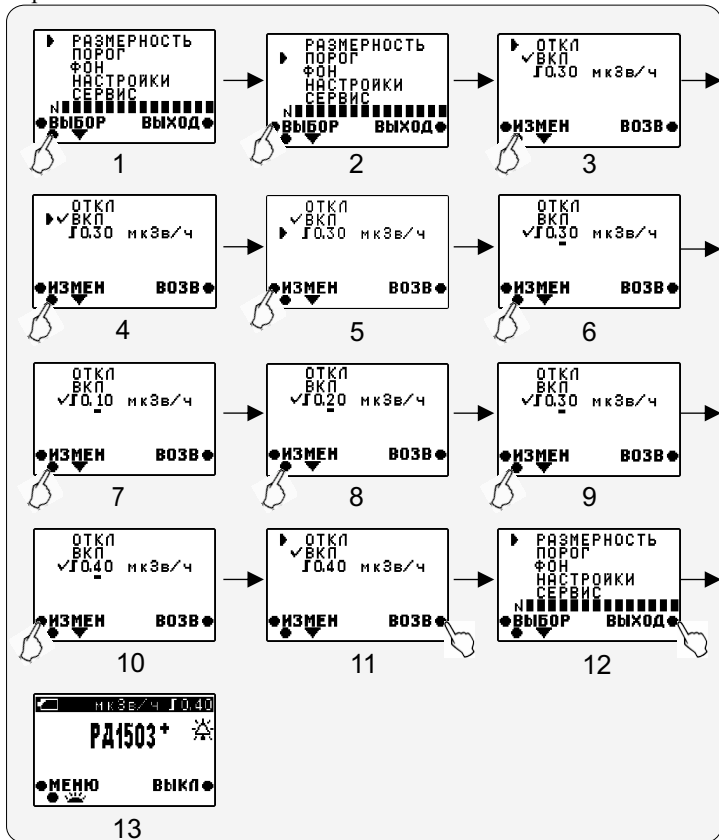 РАЗМЕРНОСТЬ
ПОРОГ
ФОН
НАСТРОЙКИ
СЕРВИС
N
ВЫБОР ВЫХОД
1
РАЗМЕРНОСТЬ
ПОРОГ
ФОН
НАСТРОЙКИ
СЕРВИС
N
ВЫБОР ВЫХОД
2
ОТКЛ
✓ВКЛ
0.30 мкЗв/ч
ИЗМЕН ВОЗВ
3
ОТКЛ
✓ВКЛ
0.30 мкЗв/ч
ИЗМЕН ВОЗВ
4
ОТКЛ
✓ВКЛ
0.30 мкЗв/ч
ИЗМЕН ВОЗВ
5
ОТКЛ
ВКЛ
✓0.30 мкЗв/ч
ИЗМЕН ВОЗВ
6
ОТКЛ
ВКЛ
✓0.10 мкЗв/ч
ИЗМЕН ВОЗВ
7
ОТКЛ
ВКЛ
✓0.20 мкЗв/ч
ИЗМЕН ВОЗВ
8
ОТКЛ
ВКЛ
✓0.30 мкЗв/ч
ИЗМЕН ВОЗВ
9
ОТКЛ
ВКЛ
✓0.40 мкЗв/ч
ИЗМЕН ВОЗВ
10
ОТКЛ
✓ВКЛ
0.40 мкЗв/ч
ИЗМЕН ВОЗВ
11
РАЗМЕРНОСТЬ
ПОРОГ
ФОН
НАСТРОЙКИ
СЕРВИС
N
ВЫБОР ВЫХОД
12
мкЗв/ч 0.40
РД1503+
МЕНЮ ВЫКЛ
13